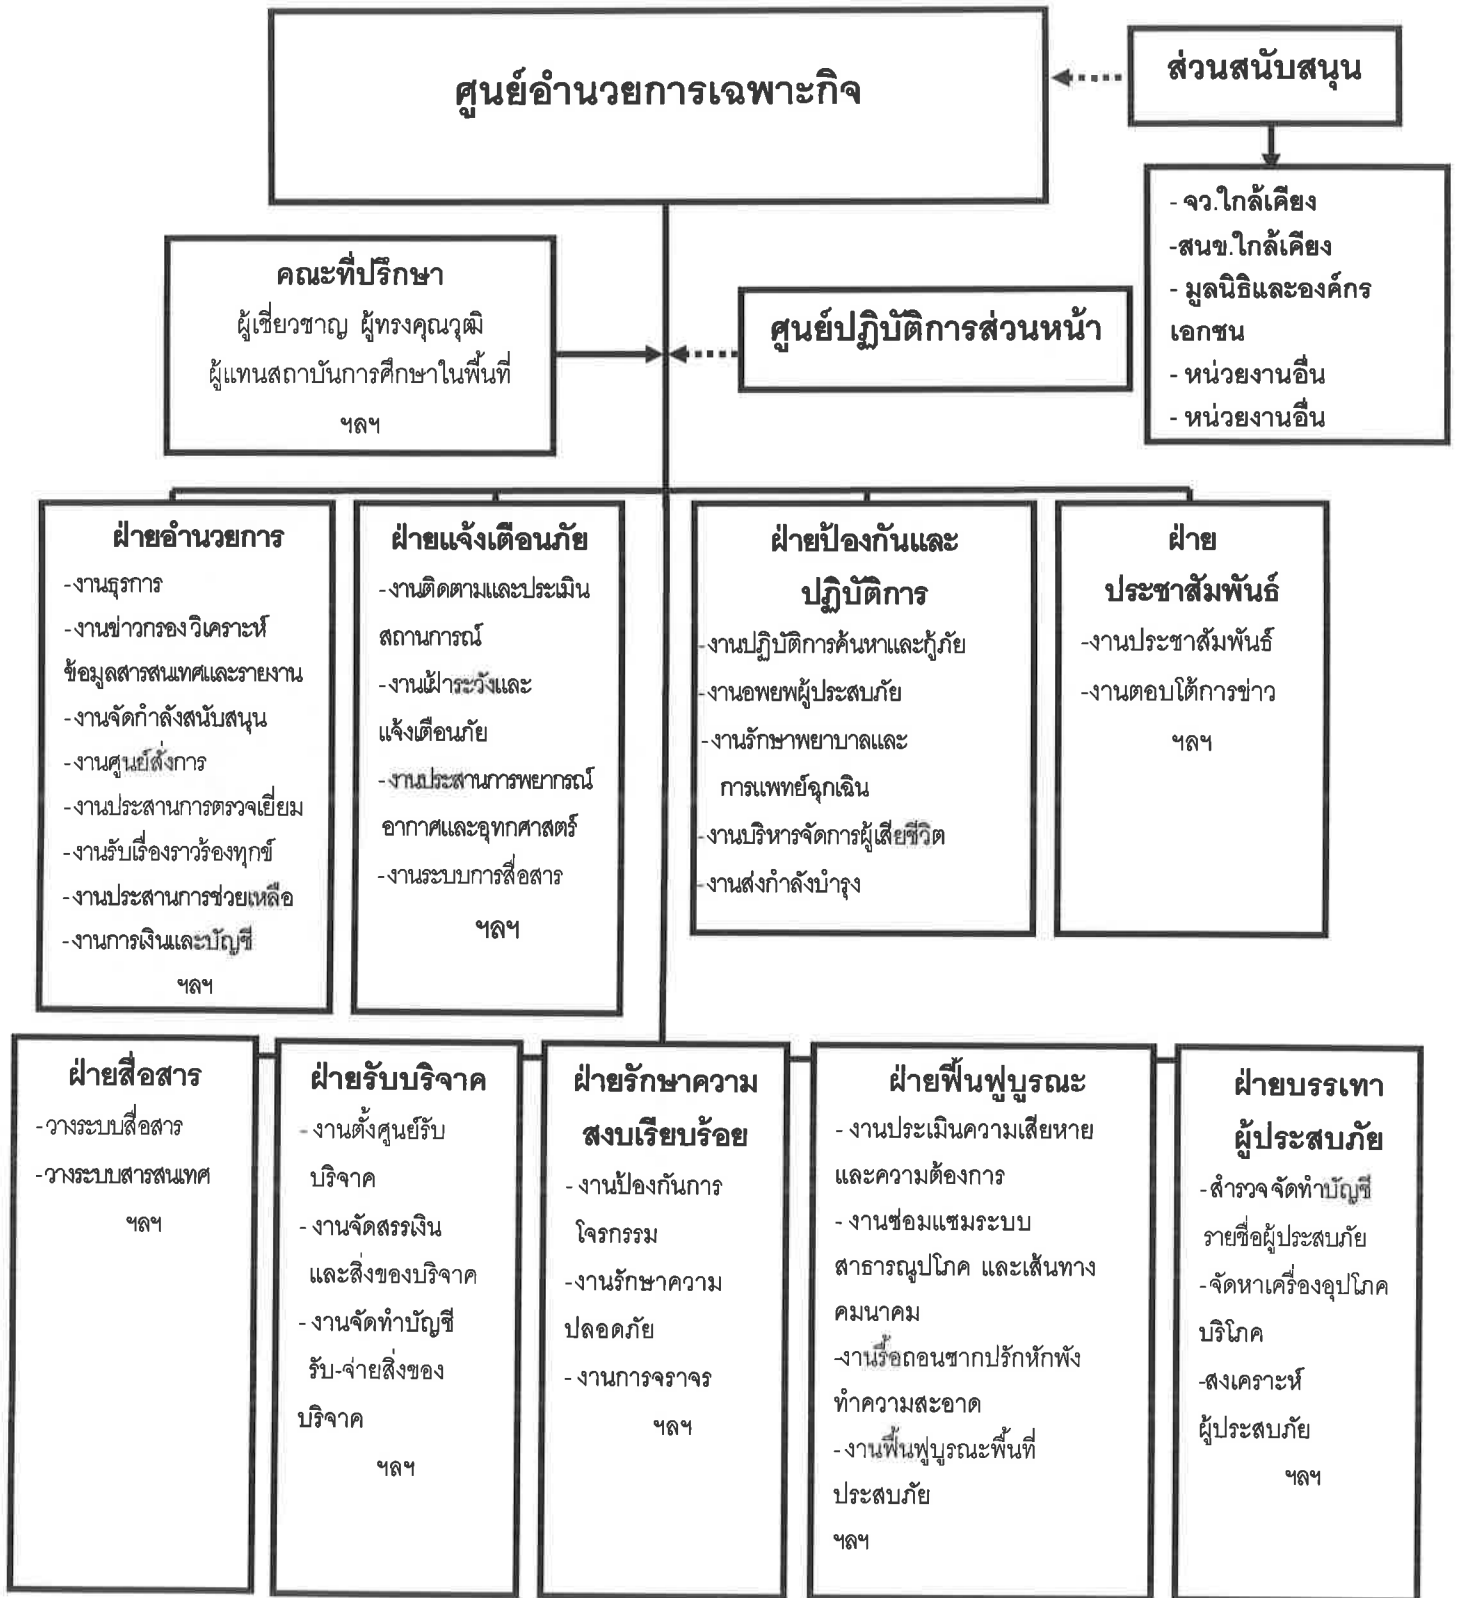 ศูนย์อำนวยการเฉพาะกิจ
ส่วนสนับสนุน
- จว.ใกล้เคียง
-สนข.ใกล้เคียง
- มูลนิธิและองค์กร
เอกชน
- หน่วยงานอื่น
- หน่วยงานอื่น
คณะที่ปรึกษา
ผู้เชี่ยวชาญ ผู้ทรงคุณวุฒิ
ผู้แทนสถาบันการศึกษาในพื้นที่
ฯลฯ
ศูนย์ปฏิบัติการส่วนหน้า
ฝ่ายอำนวยการ
-งานธุรการ
-งานข่าวกรอง วิเคราะห์
ข้อมูลสารสนเทศและรายงาน
-งานจัดกำลังสนับสนุน
-งานศูนย์สั่งการ
-งานประสานการตรวจเยี่ยม
-งานรับเรื่องราวร้องทุกข์
-งานประสานการช่วยเหลือ
-งานการเงินและบัญชี
ฯลฯ
ฝ่ายแจ้งเตือนภัย
-งานติดตามและประเมิน
สถานการณ์
-งานเฝ้าระวังและ
แจ้งเตือนภัย
-งานประสานการพยากรณ์
อากาศและอุทกศาสตร์
-งานระบบการสื่อสาร
ฯลฯ
ฝ่ายป้องกันและ
ปฏิบัติการ
-งานปฏิบัติการค้นหาและกู้ภัย
-งานอพยพผู้ประสบภัย
-งานรักษาพยาบาลและ
การแพทย์ฉุกเฉิน
-งานบริหารจัดการผู้เสียชีวิต
-งานส่งกำลังบำรุง
ฝ่าย
ประชาสัมพันธ์
-งานประชาสัมพันธ์
-งานตอบโต้การข่าว
ฯลฯ
ฝ่ายสื่อสาร
-วางระบบสื่อสาร
-วางระบบสารสนเทศ
ฯลฯ
ฝ่ายรับบริจาค
- งานตั้งศูนย์รับ
บริจาค
- งานจัดสรรเงิน
และสิ่งของบริจาค
- งานจัดทำบัญชี
รับ-จ่ายสิ่งของ
บริจาค
ฯลฯ
ฝ่ายรักษาความ
สงบเรียบร้อย
- งานป้องกันการ
โจรกรรม
-งานรักษาความ
ปลอดภัย
- งานการจราจร
ฯลฯ
ฝ่ายฟื้นฟูบูรณะ
- งานประเมินความเสียหาย
และความต้องการ
- งานซ่อมแซมระบบ
สาธารณูปโภค และเส้นทาง
คมนาคม
-งานรื้อถอนซากปรักหักพัง
ทำความสะอาด
-งานฟื้นฟูบูรณะพื้นที่
ประสบภัย
ฯลฯ
ฝ่ายบรรเทา
ผู้ประสบภัย
-สำรวจ จัดทำบัญชี
รายชื่อผู้ประสบภัย
-จัดหาเครื่องอุปโภค
บริโภค
-สงเคราะห์
ผู้ประสบภัย
ฯลฯ